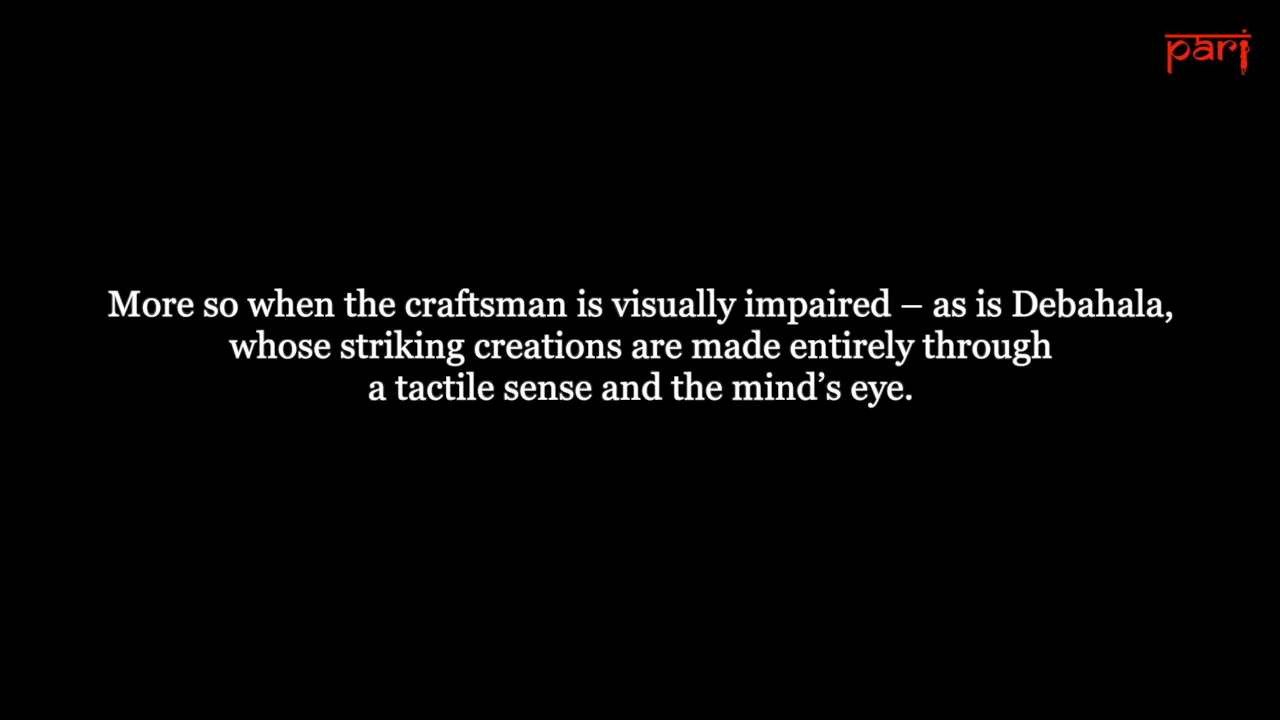 pari
More so when the craftsman is visually impaired – as is Debahala,
whose striking creations are made entirely through
a tactile sense and the mind’s eye.